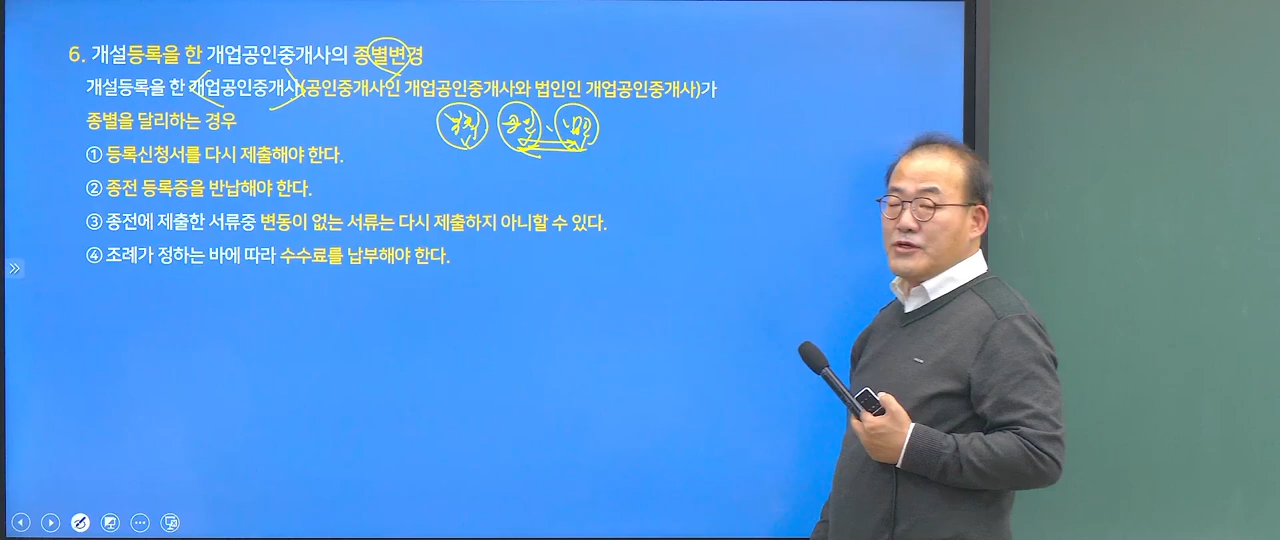 6. 개설등록을 한 개업공인중개사의 종별변경
개설등록을 한 개업공인중개사(공인중개사인 개업공인중개사와 법인인 개업공인중개사)가
종별을 달리하는 경우
① 등록신청서를 다시 제출해야 한다.
② 종전 등록증을 반납해야 한다.
③ 종전에 제출한 서류중 변동이 없는 서류는 다시 제출하지 아니할 수 있다.
④ 조례가 정하는 바에 따라 수수료를 납부해야 한다.